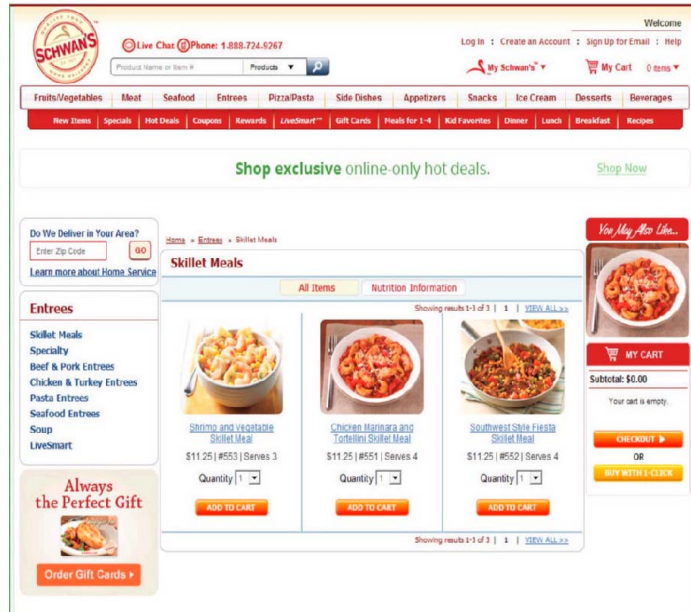 Welcome
QUALITY FOOD
SCHWAN'S
HOME DELIVERY
Live Chat Phone: 1-888-724-9267
Log In : Create an Account : Sign Up for Email : Help
Product Name or Item # Products
My Schwan's™ My Cart 0 items
Fruits/Vegetables Meat Seafood Entrees Pizza/Pasta Side Dishes Appetizers Snacks Ice Cream Desserts Beverages
New Items Specials Hot Deals Coupons Rewards LiveSmart™ Gift Cards Meals for 1-4 Kid Favorites Dinner Lunch Breakfast Recipes
Shop exclusive online-only hot deals. Shop Now
Do We Deliver in Your Area?
Enter Zip Code GO
Learn more about Home Service
Entrees
Skillet Meals
Specialty
Beef & Pork Entrees
Chicken & Turkey Entrees
Pasta Entrees
Seafood Entrees
Soup
LiveSmart
Always
the Perfect Gift
Order Gift Cards
Home » Entrees » Skillet Meals
Skillet Meals
All Items Nutrition Information
Showing results 1-3 of 3 | 1 | VIEW ALL >>
Shrimp and Vegetable
Skillet Meal
$11.25 | #553 | Serves 3
Quantity 1
ADD TO CART
Chicken Marinara and
Tortellini Skillet Meal
$11.25 | #551 | Serves 4
Quantity 1
ADD TO CART
Southwest Style Fiesta
Skillet Meal
$11.25 | #552 | Serves 4
Quantity 1
ADD TO CART
Showing results 1-3 of 3 | 1 | VIEW ALL >>
You May Also Like...
MY CART
Subtotal: $0.00
Your cart is empty.
CHECKOUT
OR
BUY WITH 1-CLICK